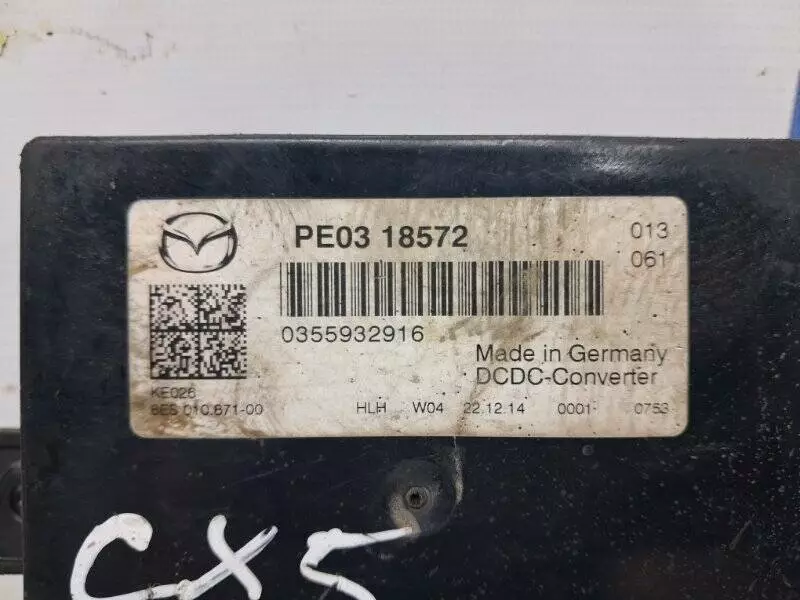 PE03 18572
013
061
0355932916
Made in Germany
DCDC-Converter
KE026
8ES 010.871-00 HLH W04 22.12.14 0001- 0753
CX5